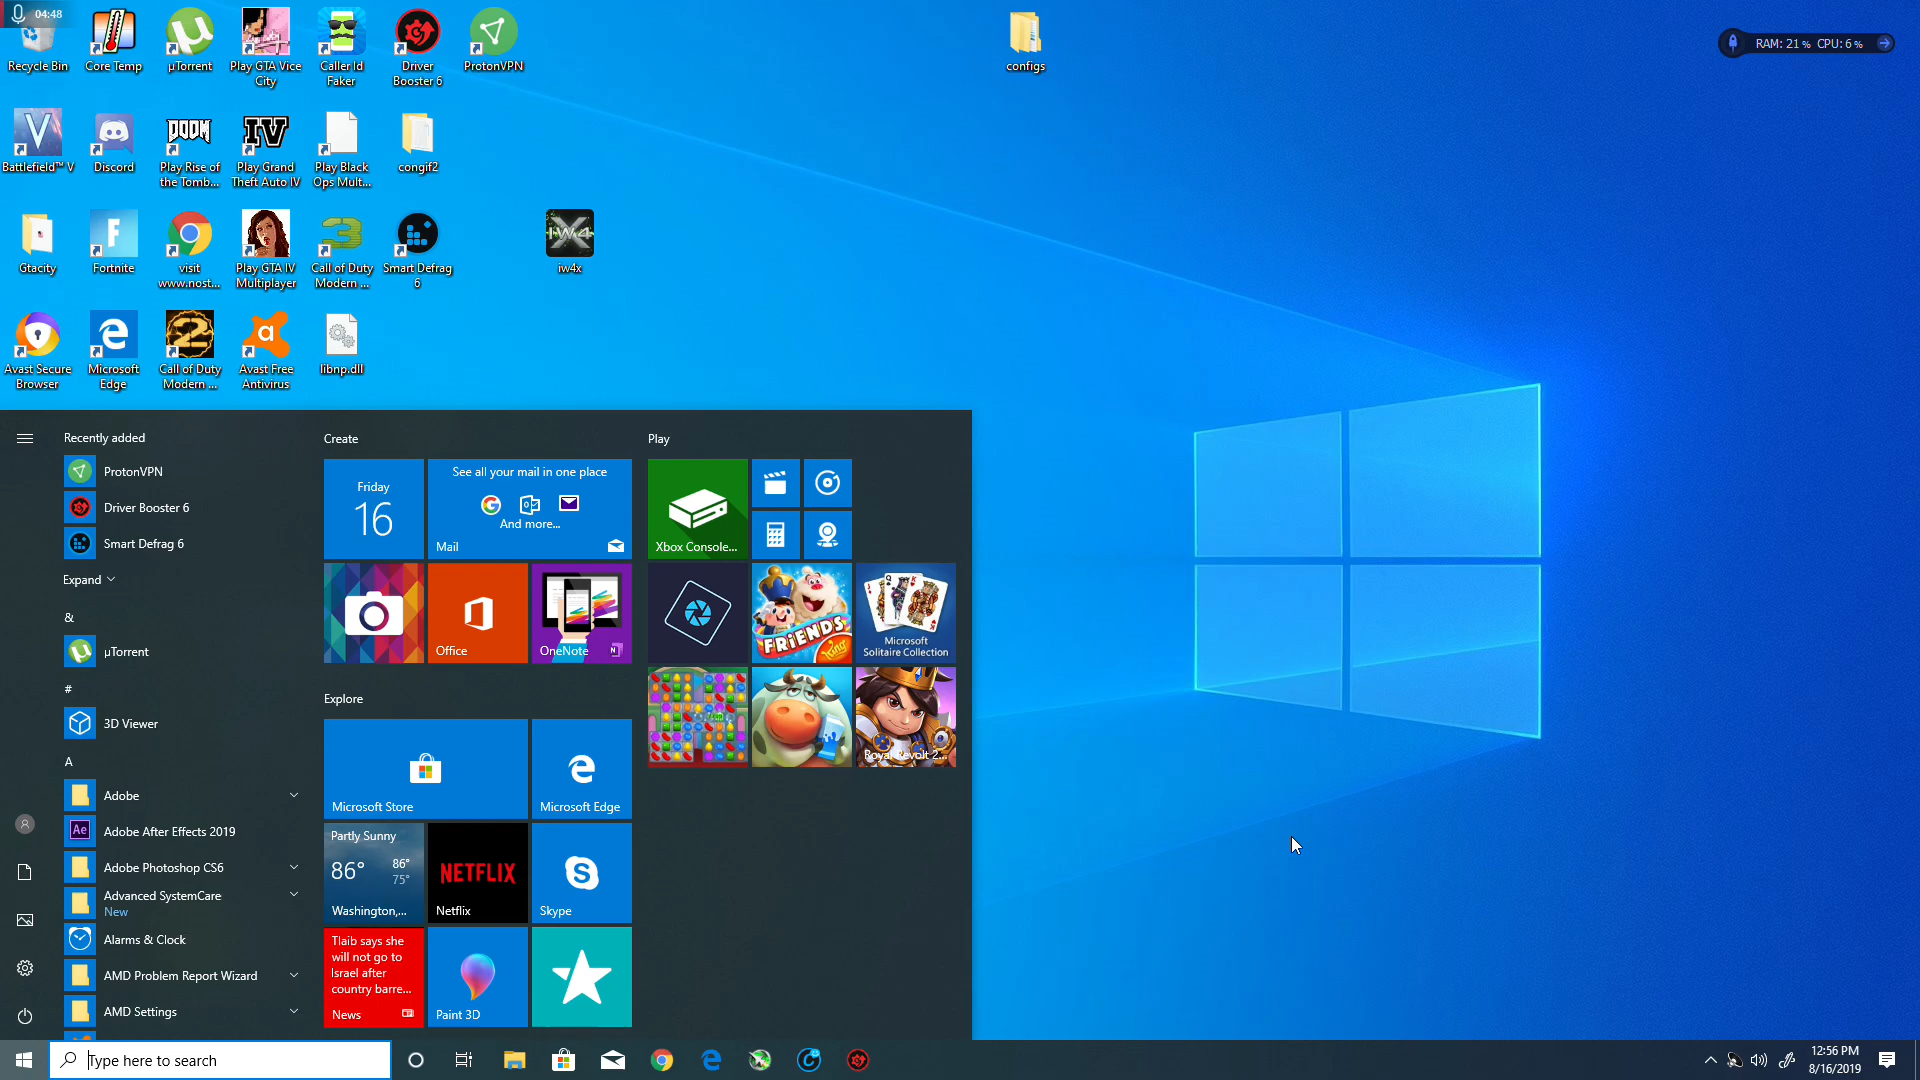 04:48
Recycle Bin
Core Temp
µTorrent
Play GTA Vice
City
Caller Id
Faker
Driver
Booster 6
ProtonVPN
configs
RAM: 21 % CPU: 6 %
Battlefield™ V
Discord
DOOM
Play Rise of
the Tomb...
IV
Play Grand
Theft Auto IV
Play Black
Ops Mult...
congif2
Gtacity
Fortnite
visit
www.nost...
Play GTA IV
Multiplayer
3
Call of Duty
Modern ...
Smart Defrag
6
IW4
iw4x
Avast Secure
Browser
Microsoft
Edge
2
Call of Duty
Modern ...
Avast Free
Antivirus
libnp.dll
Recently added
ProtonVPN
Driver Booster 6
Smart Defrag 6
Expand
&
µTorrent
#
3D Viewer
A
Adobe
Ae
Adobe After Effects 2019
Adobe Photoshop CS6
Advanced SystemCare
New
Alarms & Clock
AMD Problem Report Wizard
AMD Settings
Create
Friday
16
See all your mail in one place
And more...
Mail
Office
OneNote
Explore
Microsoft Store
Microsoft Edge
Partly Sunny
86°
86°
75°
Washington,...
NETFLIX
Netflix
Skype
Tlaib says she
will not go to
Israel after
country barre...
News
Paint 3D
Play
Xbox Console...
FRIENDS
King
Microsoft
Solitaire Collection
Royal Revolt 2...
Type here to search
12:56 PM
8/16/2019